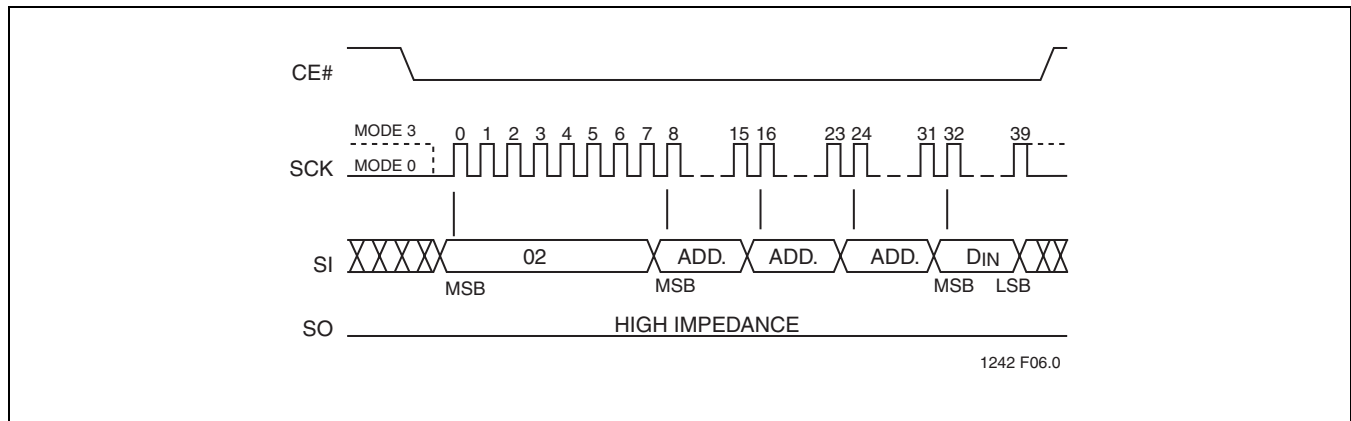 CE#
MODE 3
0 1 2 3 4 5 6 7 8 15 16 23 24 31 32 39
SCK MODE 0
SI 02 ADD. ADD. ADD. DIN
MSB MSB MSB LSB
SO HIGH IMPEDANCE
1242 F06.0